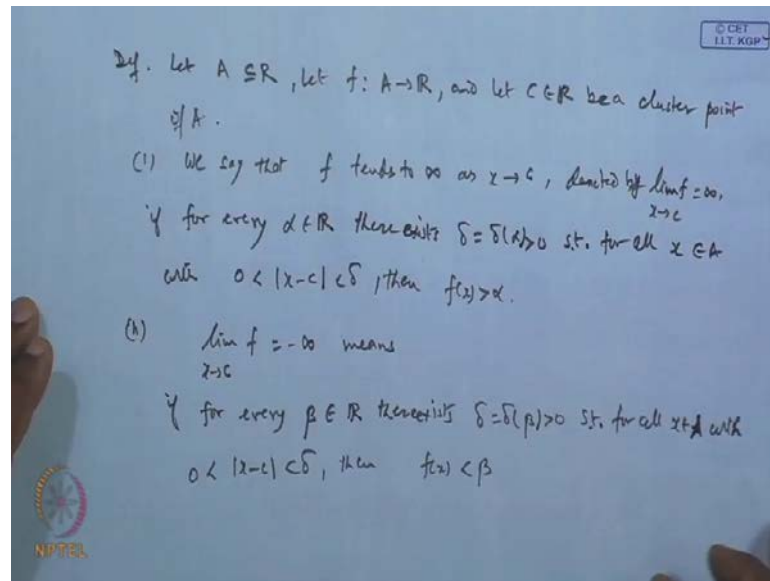 © CET
I.I.T. KGP
Def. Let A ⊆ R, Let f: A→R, and let C ∈ R be a cluster point
of A.
(1) We say that f tends to ∞ as x→c, denoted by lim f = ∞,
x→c
if for every α ∈ R there exists δ = δ(α)>0 s.t. for all x ∈ A
with 0 < |x-c| < δ, then f(x) > α.
lim f = -∞ means
x→c
if for every β ∈ R there exists δ = δ(β)>0 s.t. for all x ∈ A with
0 < |x-c| < δ, then f(x) < β
NPTEL